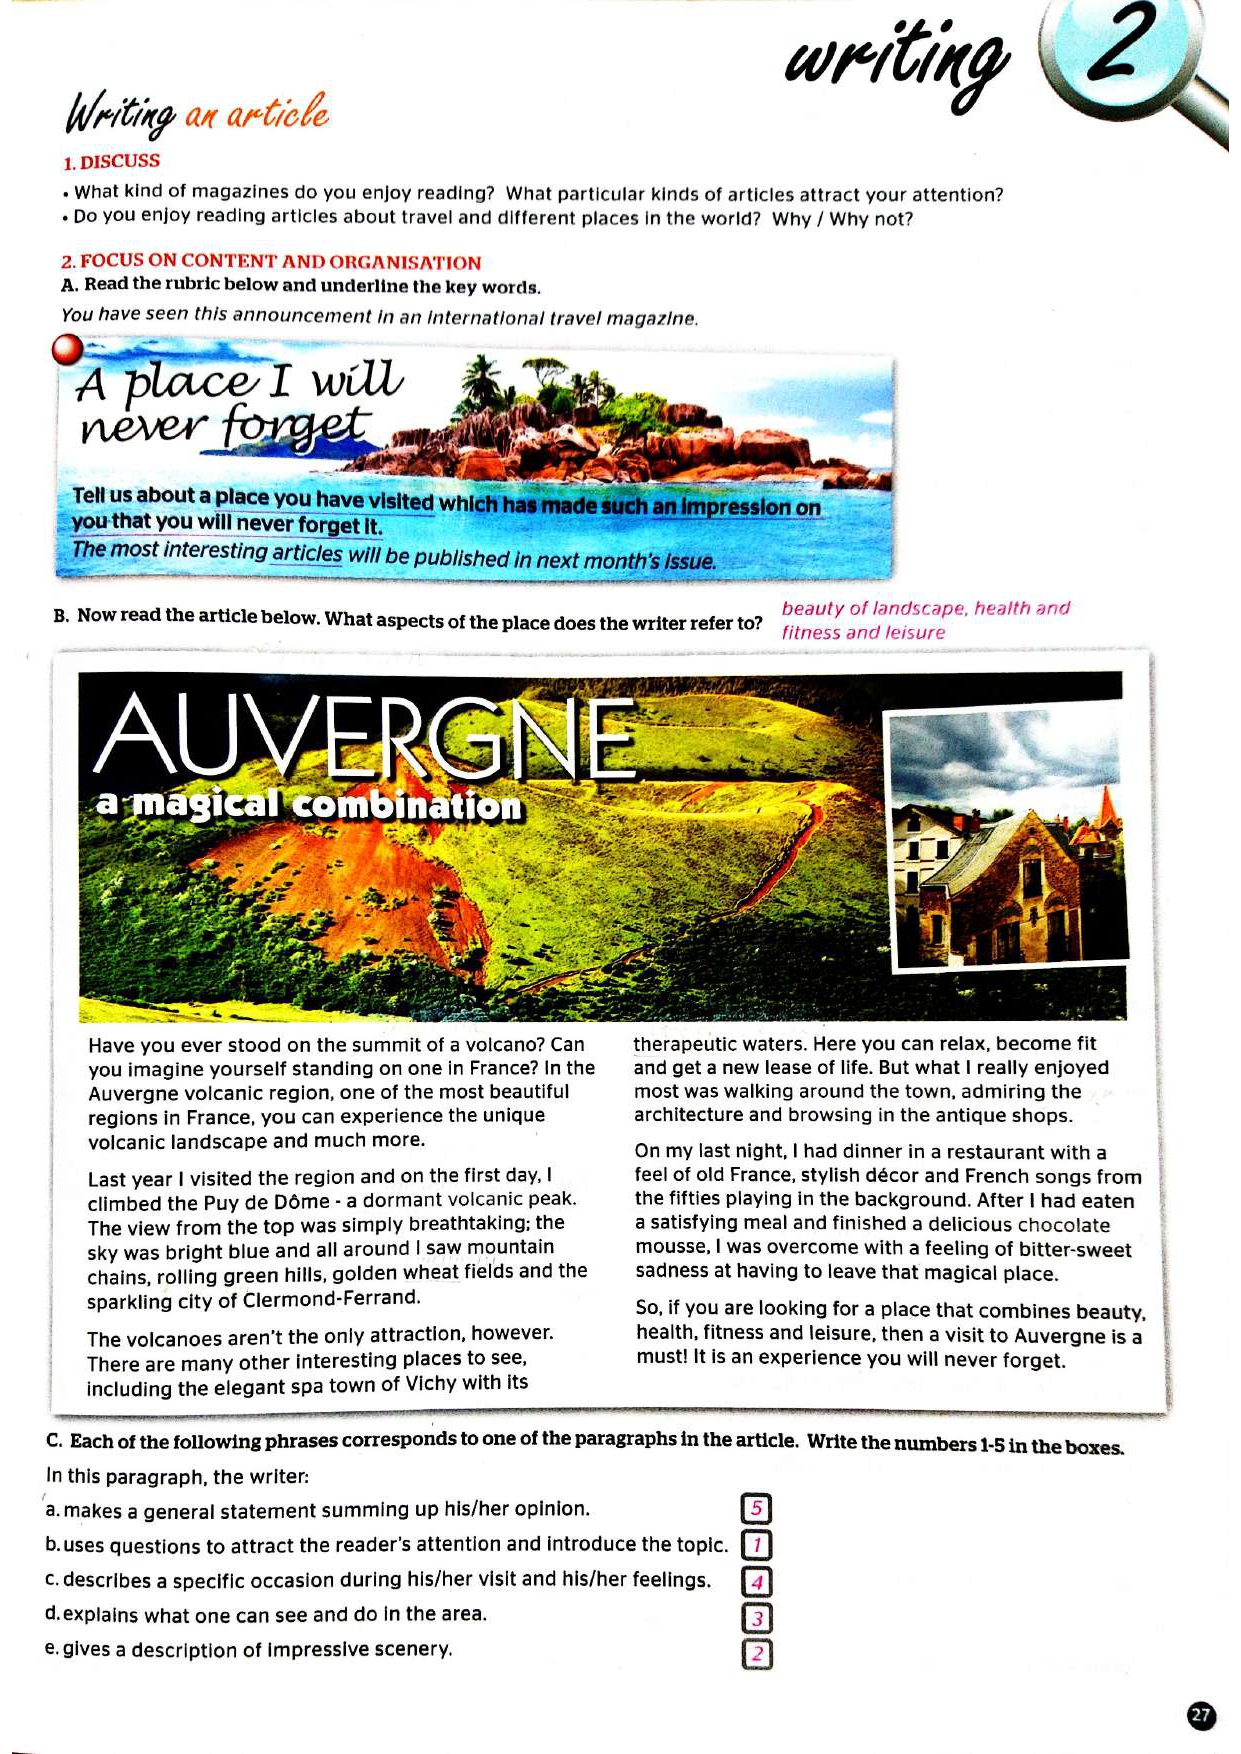 writing 2
Writing an article
1. DISCUSS
• What kind of magazines do you enjoy reading? What particular kinds of articles attract your attention?
• Do you enjoy reading articles about travel and different places in the world? Why / Why not?
2. FOCUS ON CONTENT AND ORGANISATION
A. Read the rubric below and underline the key words.
You have seen this announcement in an international travel magazine.
A place I will
never forget
Tell us about a place you have visited which has made such an impression on
you that you will never forget it.
The most interesting articles will be published in next month's issue.
B. Now read the article below. What aspects of the place does the writer refer to?
beauty of landscape, health and
fitness and leisure
AUVERGNE
a magical combination
Have you ever stood on the summit of a volcano? Can
you imagine yourself standing on one in France? In the
Auvergne volcanic region, one of the most beautiful
regions in France, you can experience the unique
volcanic landscape and much more.
Last year I visited the region and on the first day, I
climbed the Puy de Dôme - a dormant volcanic peak.
The view from the top was simply breathtaking; the
sky was bright blue and all around I saw mountain
chains, rolling green hills, golden wheat fields and the
sparkling city of Clermond-Ferrand.
The volcanoes aren't the only attraction, however.
There are many other interesting places to see,
including the elegant spa town of Vichy with its
therapeutic waters. Here you can relax, become fit
and get a new lease of life. But what I really enjoyed
most was walking around the town, admiring the
architecture and browsing in the antique shops.
On my last night, I had dinner in a restaurant with a
feel of old France, stylish décor and French songs from
the fifties playing in the background. After I had eaten
a satisfying meal and finished a delicious chocolate
mousse, I was overcome with a feeling of bitter-sweet
sadness at having to leave that magical place.
So, if you are looking for a place that combines beauty,
health, fitness and leisure, then a visit to Auvergne is a
must! It is an experience you will never forget.
C. Each of the following phrases corresponds to one of the paragraphs in the article. Write the numbers 1-5 in the boxes.
In this paragraph, the writer:
a. makes a general statement summing up his/her opinion. 5
b. uses questions to attract the reader's attention and introduce the topic. 1
c. describes a specific occasion during his/her visit and his/her feelings. 4
d. explains what one can see and do in the area. 3
e. gives a description of impressive scenery. 2
27